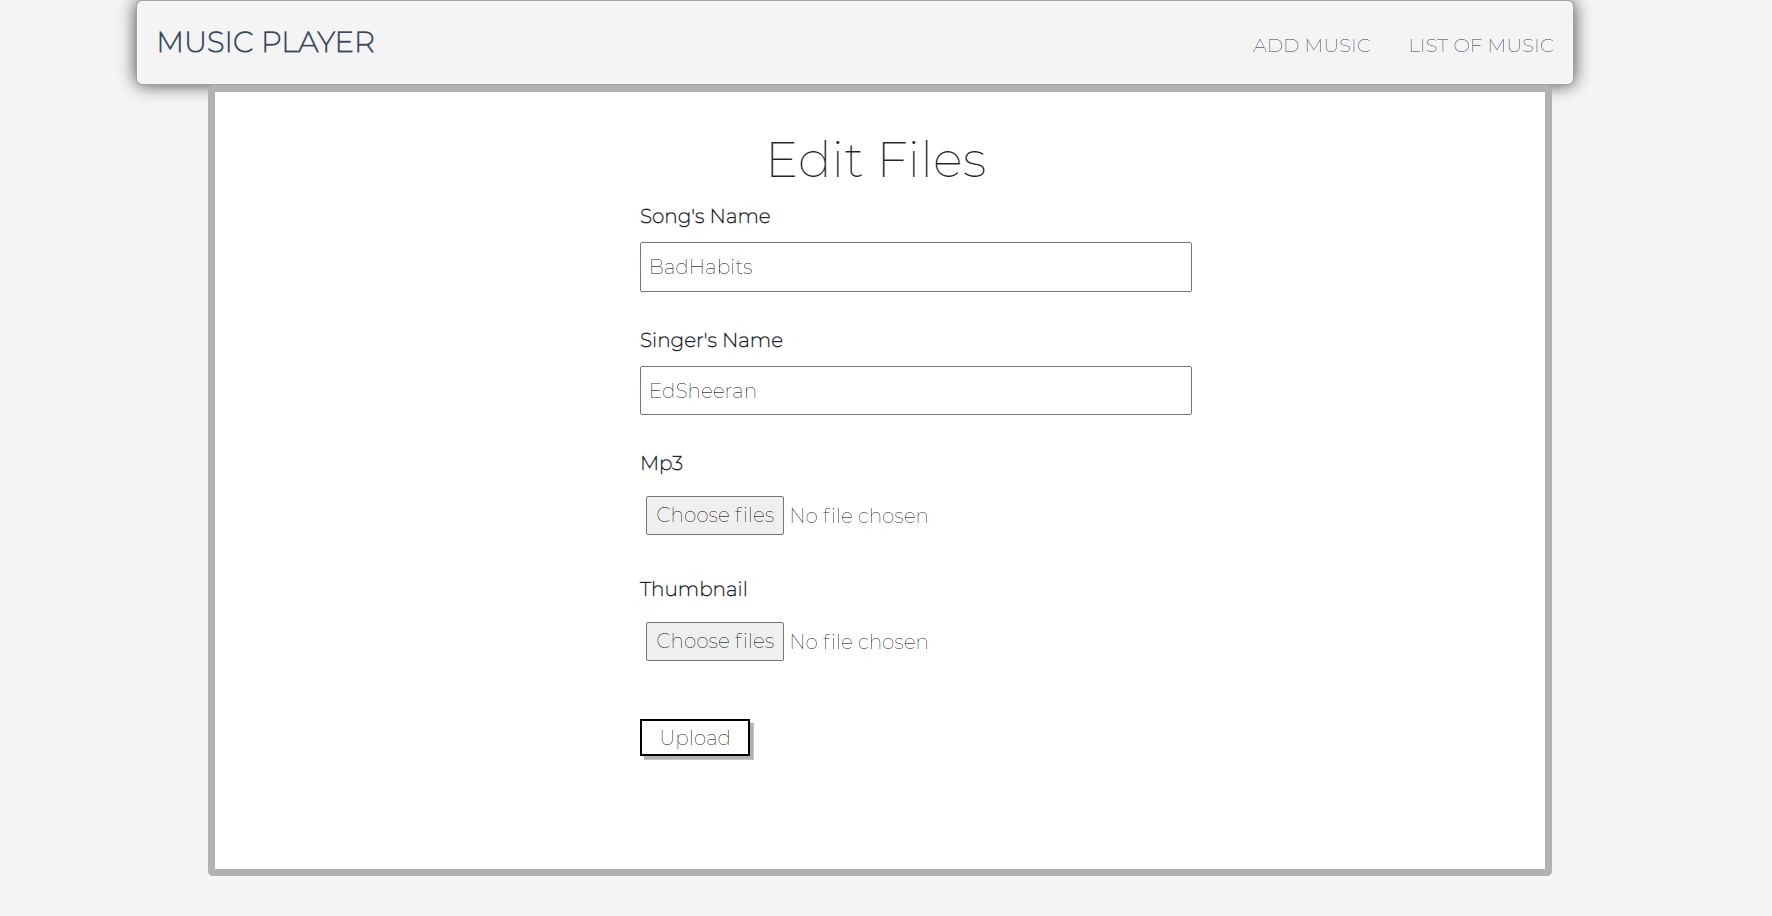 MUSIC PLAYER
ADD MUSIC
LIST OF MUSIC
Edit Files
Song's Name
BadHabits
Singer's Name
EdSheeran
Mp3
Choose files No file chosen
Thumbnail
Choose files No file chosen
Upload